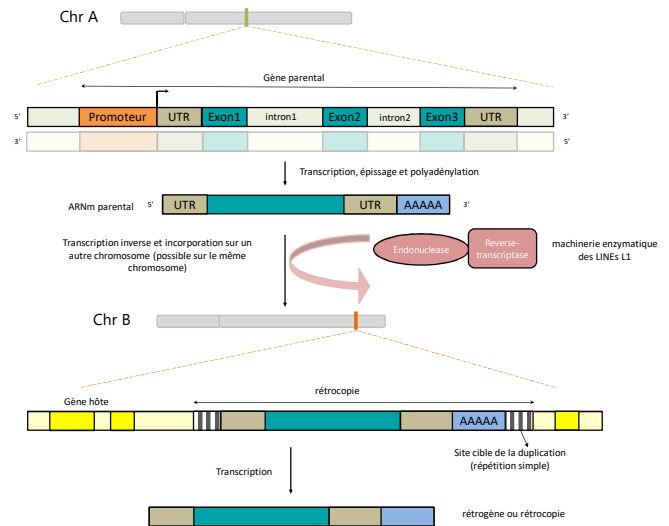 Chr A
Gène parental
5’ Promoteur UTR Exon1 intron1 Exon2 intron2 Exon3 UTR 3’
3’ 5’
Transcription, épissage et polyadénylation
ARNm parental 5’ UTR UTR AAAAA 3’
Transcription inverse et incorporation sur un
autre chromosome (possible sur le même
chromosome)
Endonuclease
Reverse-
transcriptase
machinerie enzymatique
des LINEs L1
Chr B
Gène hôte
rétrocopie
AAAAA
Site cible de la duplication
(répétition simple)
Transcription
rétrogène ou rétrocopie